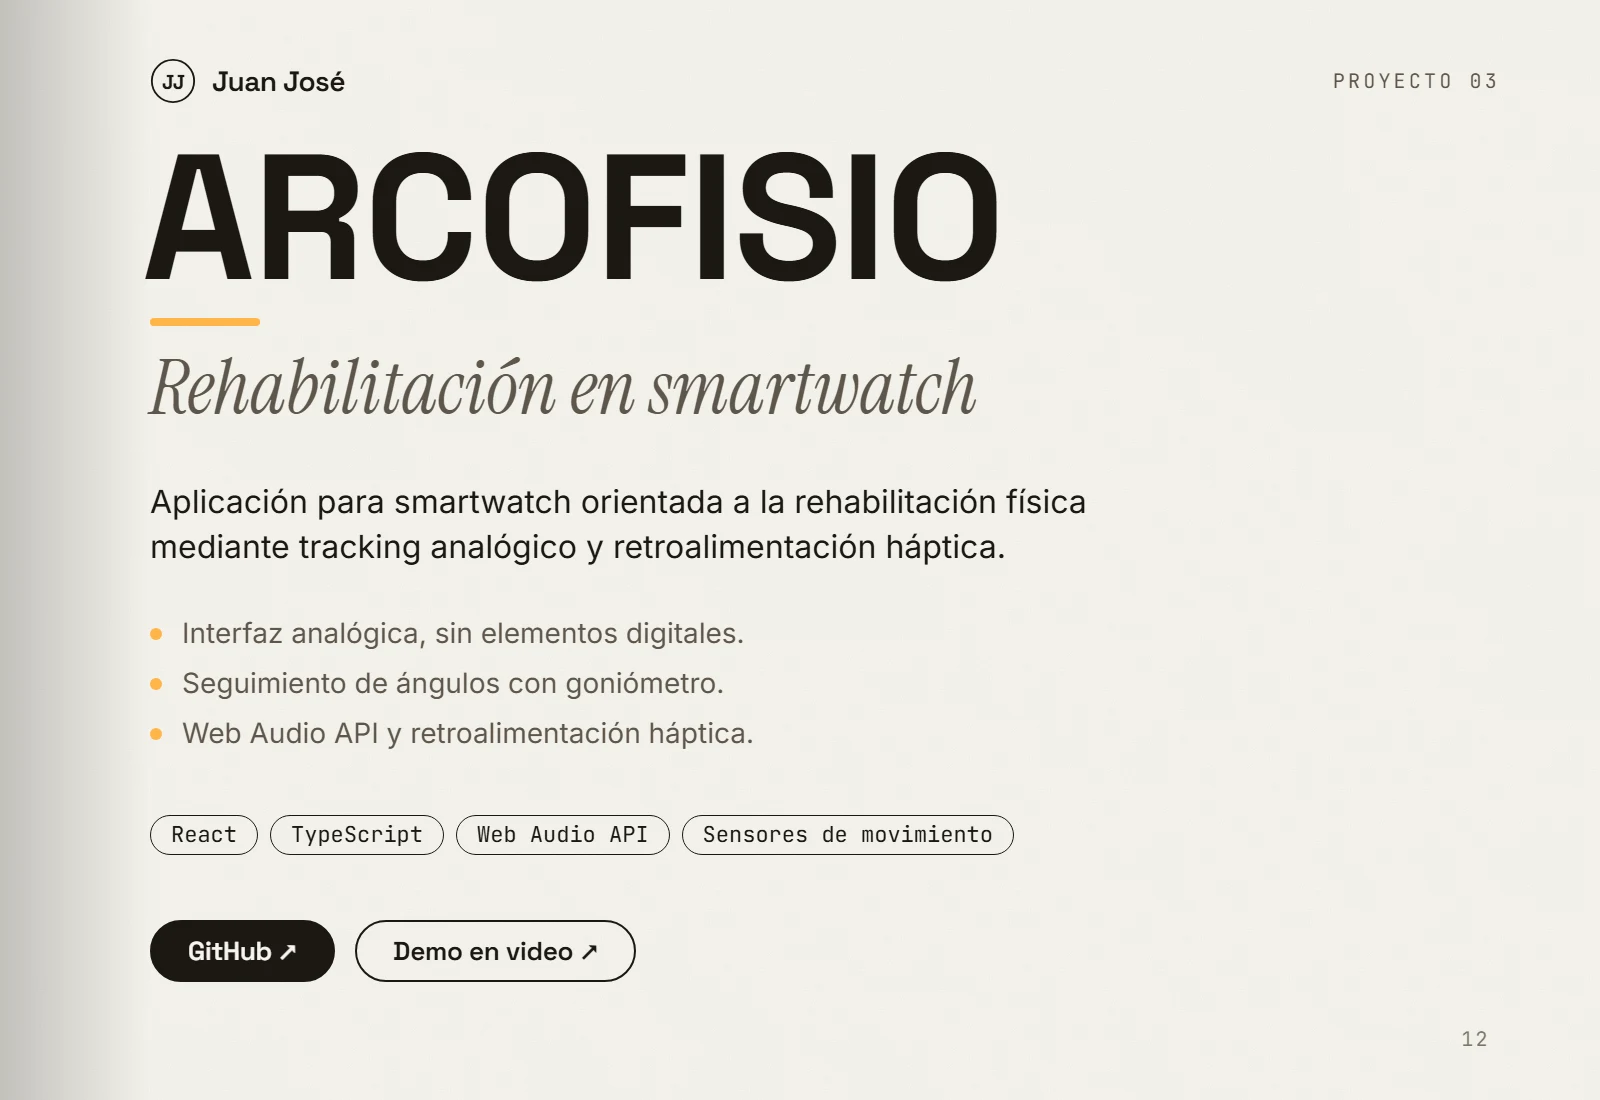 JJ Juan José
PROYECTO 03
ARCOFISIO
Rehabilitación en smartwatch
Aplicación para smartwatch orientada a la rehabilitación física
mediante tracking analógico y retroalimentación háptica.
Interfaz analógica, sin elementos digitales.
Seguimiento de ángulos con goniómetro.
Web Audio API y retroalimentación háptica.
React TypeScript Web Audio API Sensores de movimiento
GitHub ↗ Demo en video ↗
12